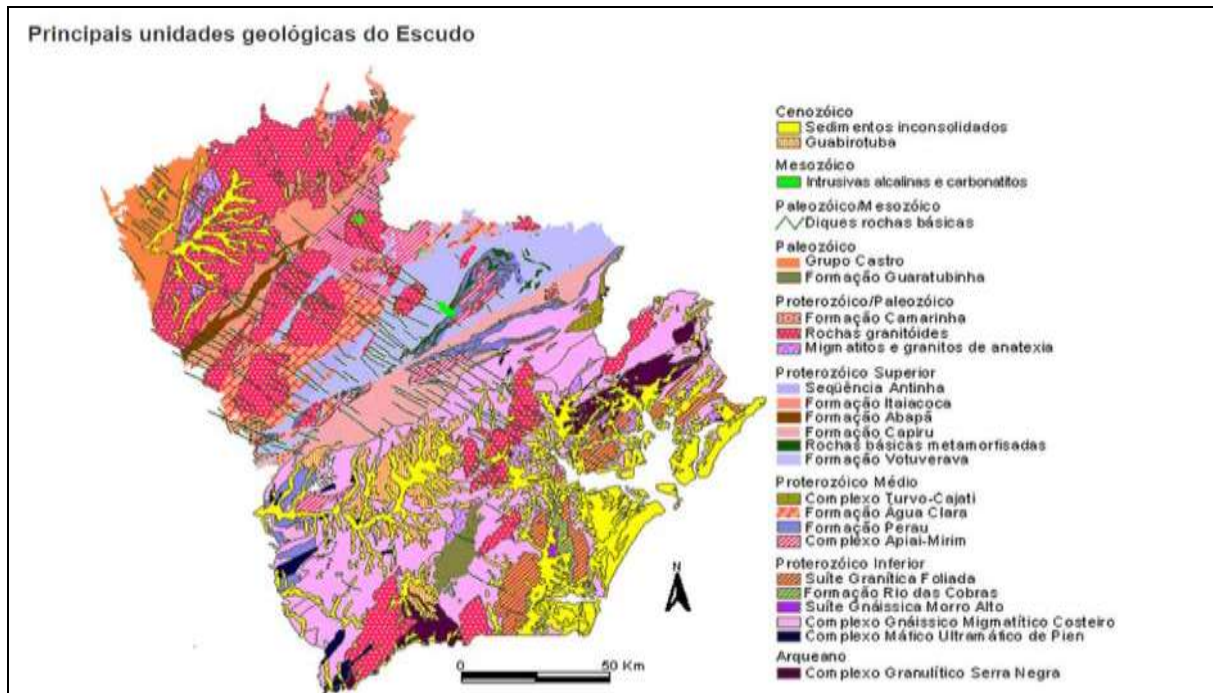 Principais unidades geológicas do Escudo
Cenozóico
Sedimentos inconsolidados
Guabirotuba
Mesozóico
Intrusivas alcalinas e carbonatitos
Paleozóico/Mesozóico
Diques rochas básicas
Paleozóico
Grupo Castro
Formação Guaratubinha
Proterozóico/Paleozóico
Formação Camarinha
Rochas granitóides
Migmatitos e granitos de anatexia
Proterozóico Superior
Seqüência Antinha
Formação Itaiacoca
Formação Abapã
Formação Capiru
Rochas básicas metamorfisadas
Formação Votuverava
Proterozóico Médio
Complexo Turvo-Cajati
Formação Água Clara
Formação Perau
Complexo Apiai-Mirim
Proterozóico Inferior
Suíte Granítica Foliada
Formação Rio das Cobras
Suíte Gnáissica Morro Alto
Complexo Gnáissico Migmatítico Costeiro
Complexo Máfico Ultramático de Pien
Arqueano
Complexo Granulítico Serra Negra
N
0 50 Km